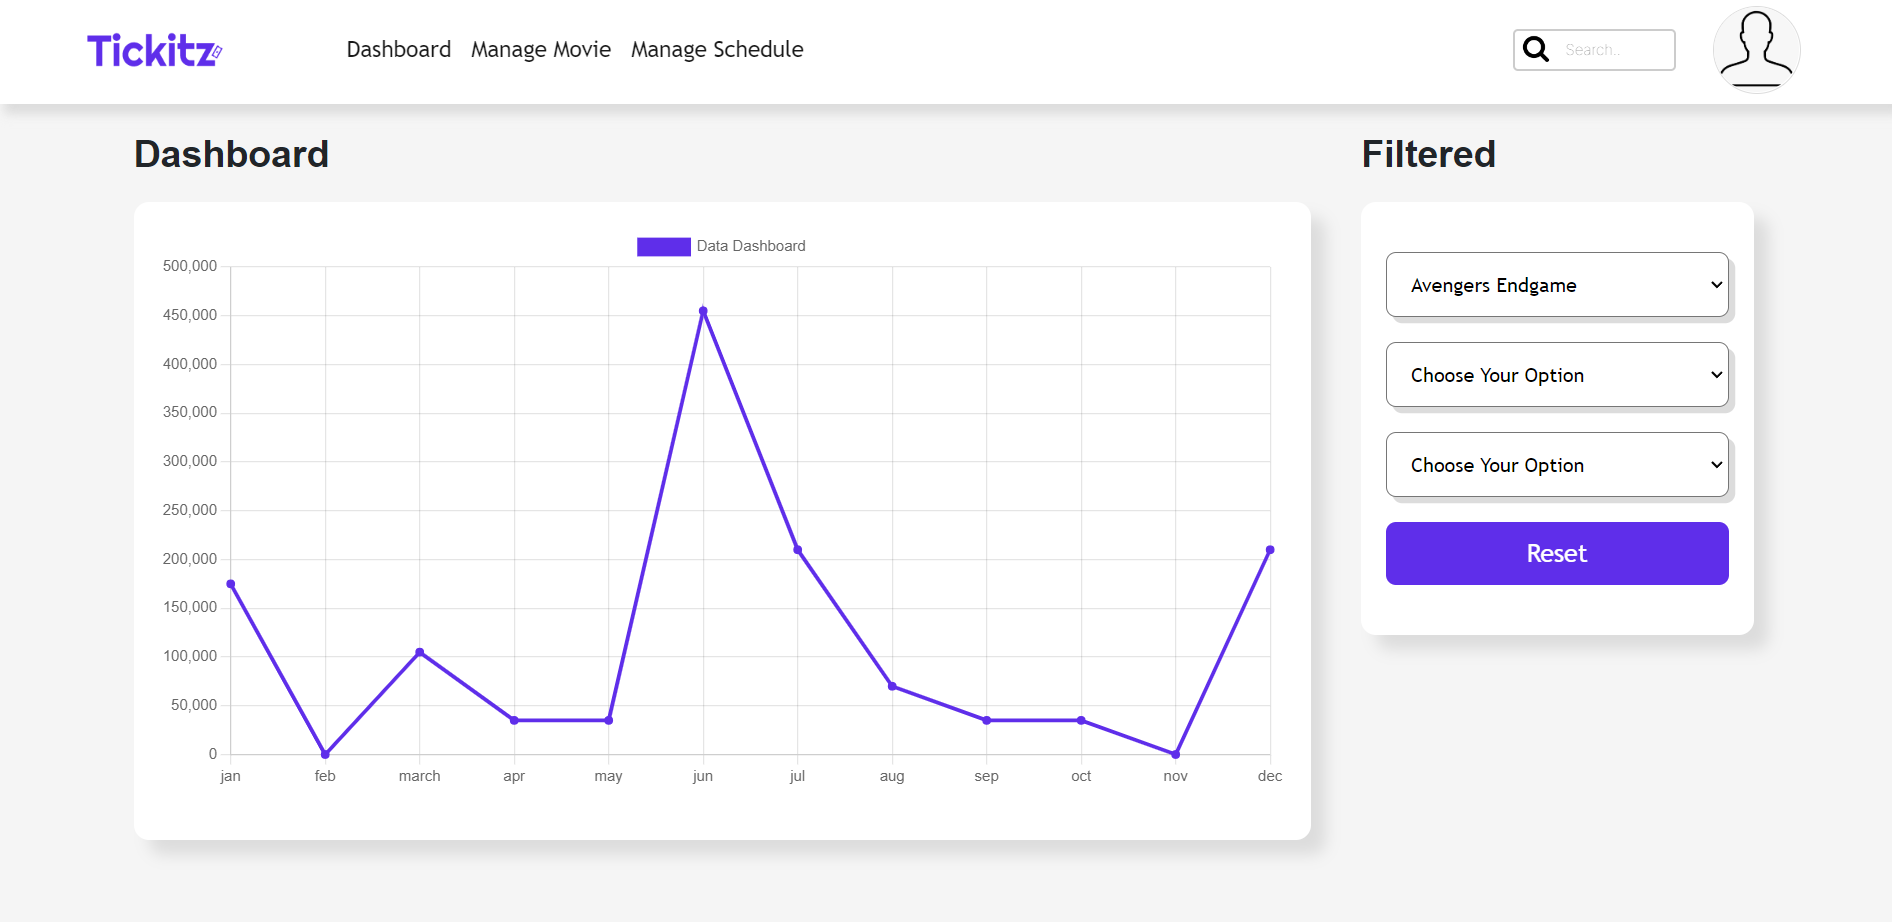 Tickitz
Dashboard Manage Movie Manage Schedule
Search..
Dashboard
Filtered
Data Dashboard
500,000
450,000
400,000
350,000
300,000
250,000
200,000
150,000
100,000
50,000
0
jan feb march apr may jun jul aug sep oct nov dec
Avengers Endgame
Choose Your Option
Choose Your Option
Reset